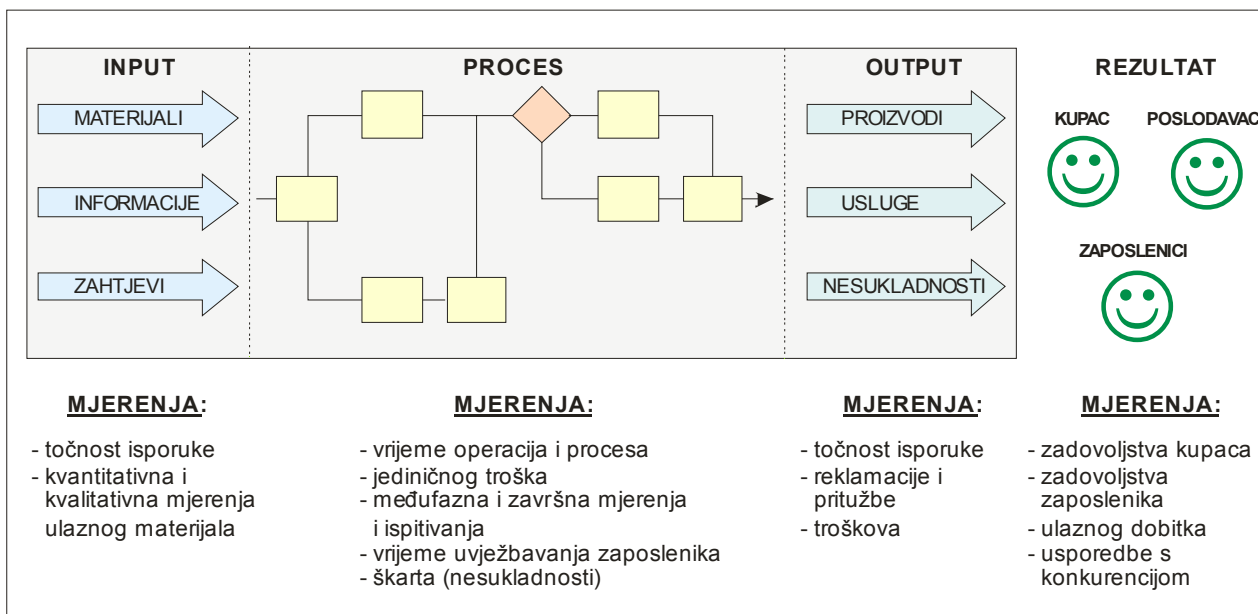 INPUT
MATERIJALI
INFORMACIJE
ZAHTJEVI
PROCES
OUTPUT
PROIZVODI
USLUGE
NESUKLADNOSTI
REZULTAT
KUPAC
POSLODAVAC
ZAPOSLENICI
MJERENJA:
- točnost isporuke
- kvantitativna i
kvalitativna mjerenja
ulaznog materijala
MJERENJA:
- vrijeme operacija i procesa
- jediničnog troška
- međufazna i završna mjerenja
i ispitivanja
- vrijeme uvježbavanja zaposlenika
- škarta (nesukladnosti)
MJERENJA:
- točnost isporuke
- reklamacije i
pritužbe
- troškova
MJERENJA:
- zadovoljstva kupaca
- zadovoljstva
zaposlenika
- ulaznog dobitka
- usporedbe s
konkurencijom